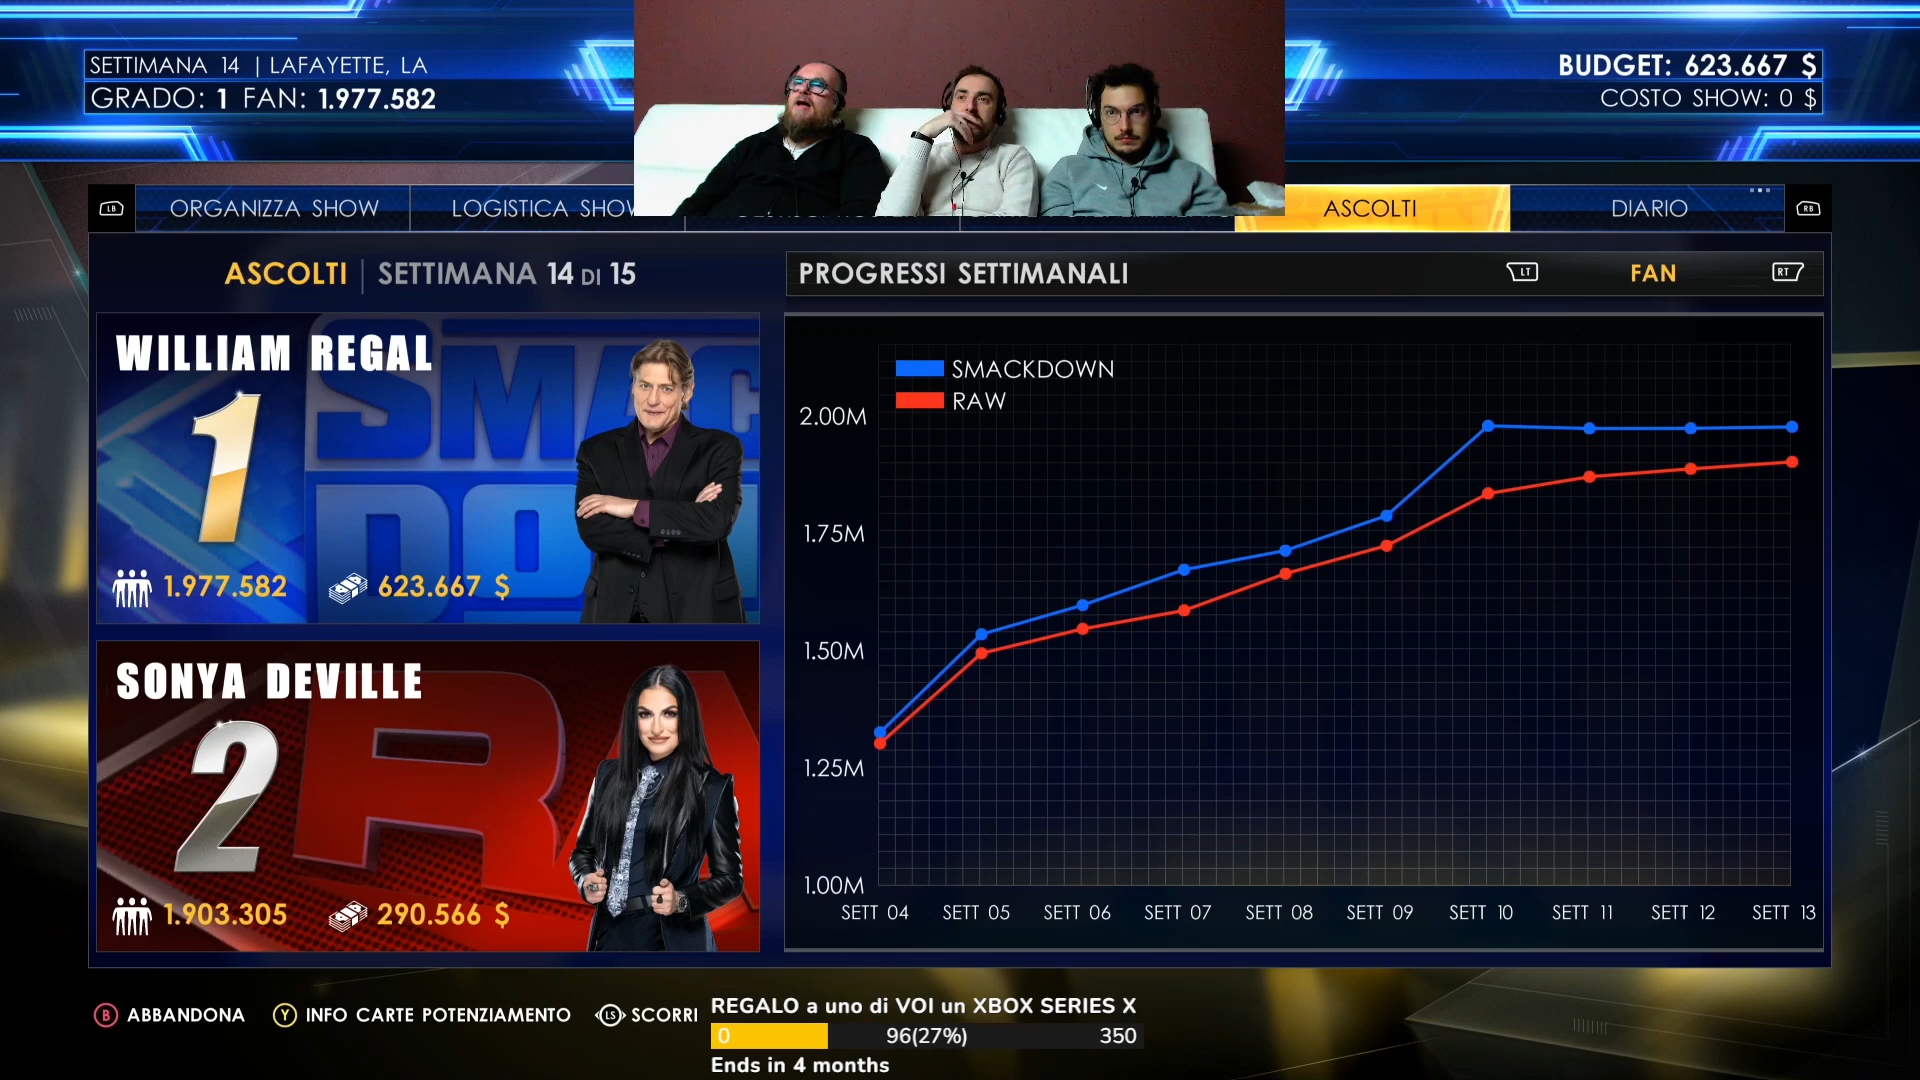 SETTIMANA 14 | LAFAYETTE, LA
GRADO: 1 FAN: 1.977.582
BUDGET: 623.667 $
COSTO SHOW: 0 $
LB
ORGANIZZA SHOW
LOGISTICA SHOW
ASCOLTI
DIARIO
RB
ASCOLTI | SETTIMANA 14 DI 15
PROGRESSI SETTIMANALI
LT
FAN
RT
WILLIAM REGAL
1
1.977.582
623.667 $
SONYA DEVILLE
2
1.903.305
290.566 $
SMACKDOWN
RAW
2.00M
1.75M
1.50M
1.25M
1.00M
SETT 04 SETT 05 SETT 06 SETT 07 SETT 08 SETT 09 SETT 10 SETT 11 SETT 12 SETT 13
B ABBANDONA
Y INFO CARTE POTENZIAMENTO
LS SCORRI
REGALO a uno di VOI un XBOX SERIES X
0 96(27%) 350
Ends in 4 months